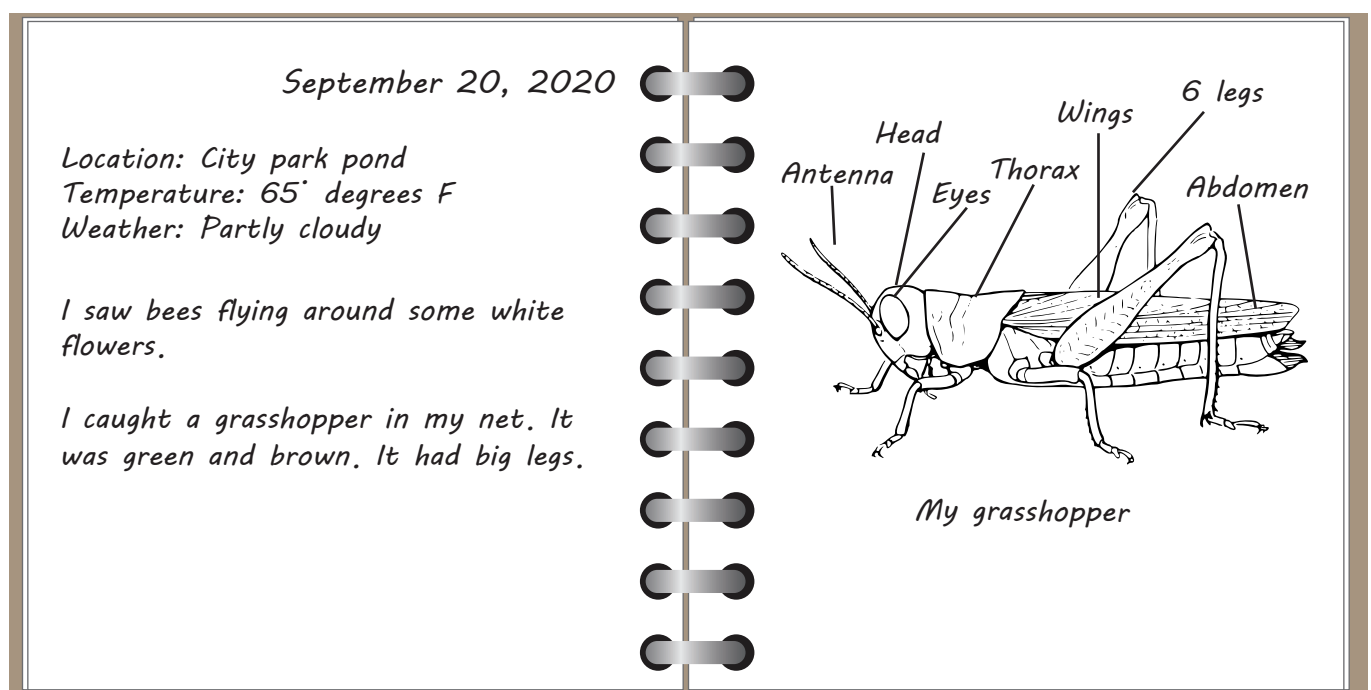 September 20, 2020
Location: City park pond
Temperature: 65° degrees F
Weather: Partly cloudy
I saw bees flying around some white
flowers.
I caught a grasshopper in my net. It
was green and brown. It had big legs.
6 legs
Wings
Head
Thorax
Antenna
Eyes
Abdomen
My grasshopper